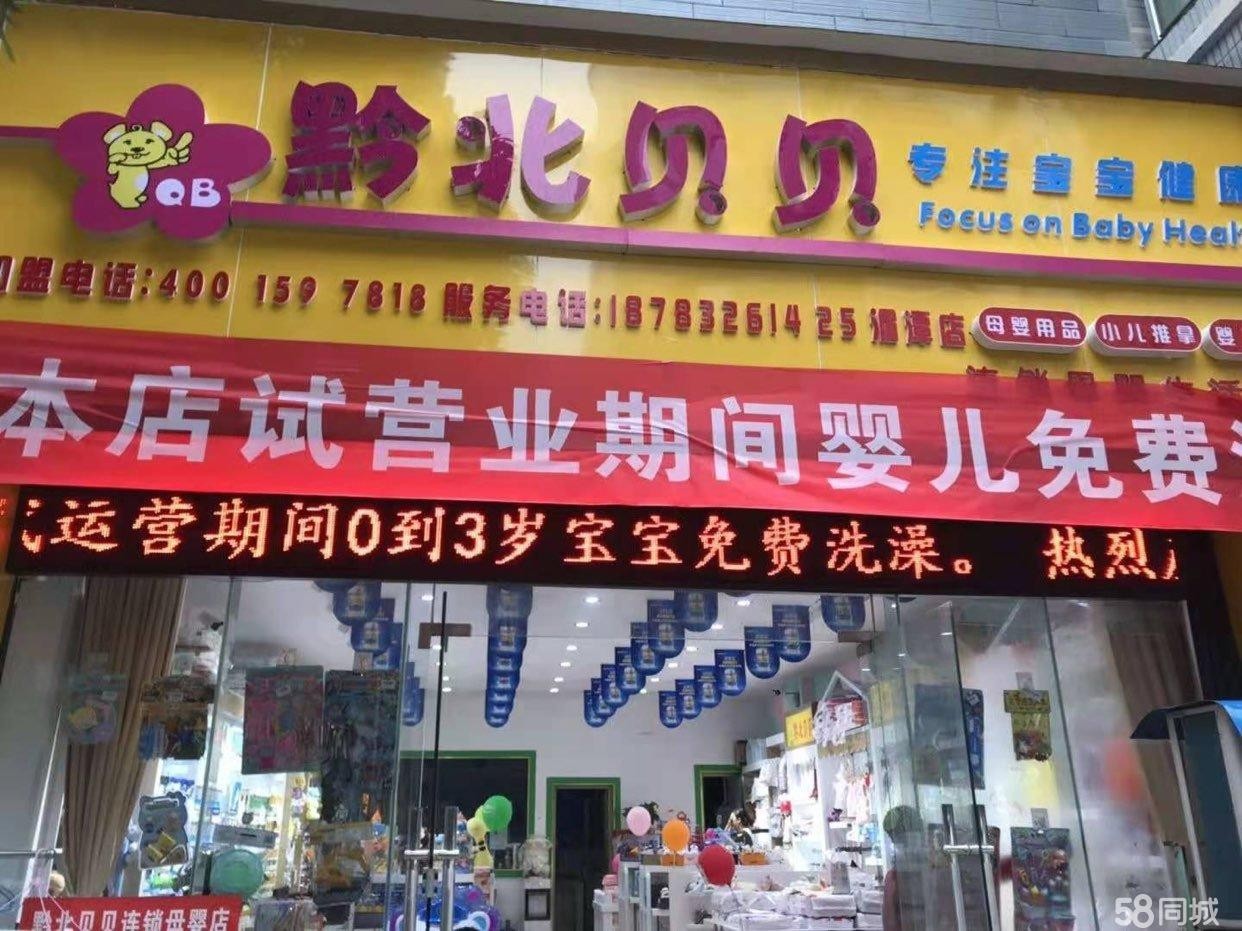 QB
黔北贝贝
专注宝宝健康
Focus on Baby Heal
加盟电话:400 159 7818 服务电话:18783261425 湄潭店
母婴用品
小儿推拿
婴
本店试营业期间婴儿免费
运营期间0到3岁宝宝免费洗澡。 热烈
黔北贝贝连锁母婴店
58同城